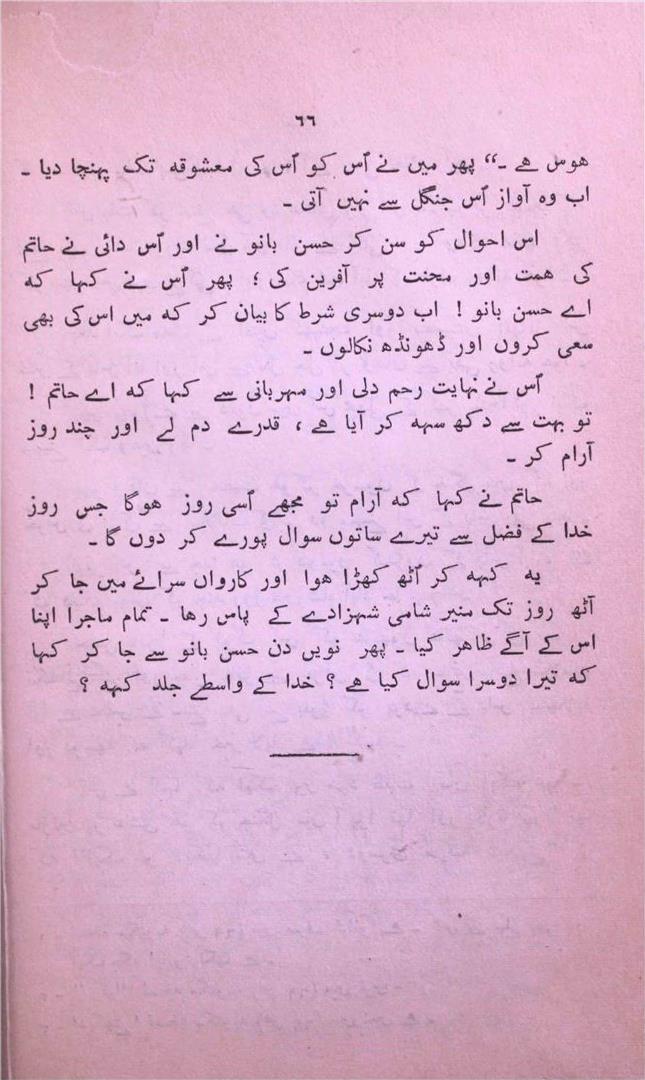 ٦٦
ہوس ہے ۔“ پھر میں نے اُس کو اُس کی معشوقہ تک پہنچا دیا ۔
اب وہ آواز اُس جنگل سے نہیں آتی ۔
اس احوال کو سن کر حسن بانو نے اور اُس دائی نے حاتم
کی ہمت اور محنت پر آفرین کی ؛ پھر اُس نے کہا کہ
اے حسن بانو ! اب دوسری شرط کا بیان کر کہ میں اس کی بھی
سعی کروں اور ڈھونڈھ نکالوں ۔
اُس نے نہایت رحم دلی اور مہربانی سے کہا کہ اے حاتم !
تو بہت سے دکھ سہہ کر آیا ہے ، قدرے دم لے اور چند روز
آرام کر ۔
حاتم نے کہا کہ آرام تو مجھے اُسی روز ہوگا جس روز
خدا کے فضل سے تیرے ساتوں سوال پورے کر دوں گا ۔
یہ کہہ کر اُٹھ کھڑا ہوا اور کارواں سرائے میں جا کر
آٹھ روز تک منیر شامی شہزادے کے پاس رہا ۔ تمام ماجرا اپنا
اس کے آگے ظاہر کیا ۔ پھر نویں دن حسن بانو سے جا کر کہا
کہ تیرا دوسرا سوال کیا ہے ؟ خدا کے واسطے جلد کہہ ؟